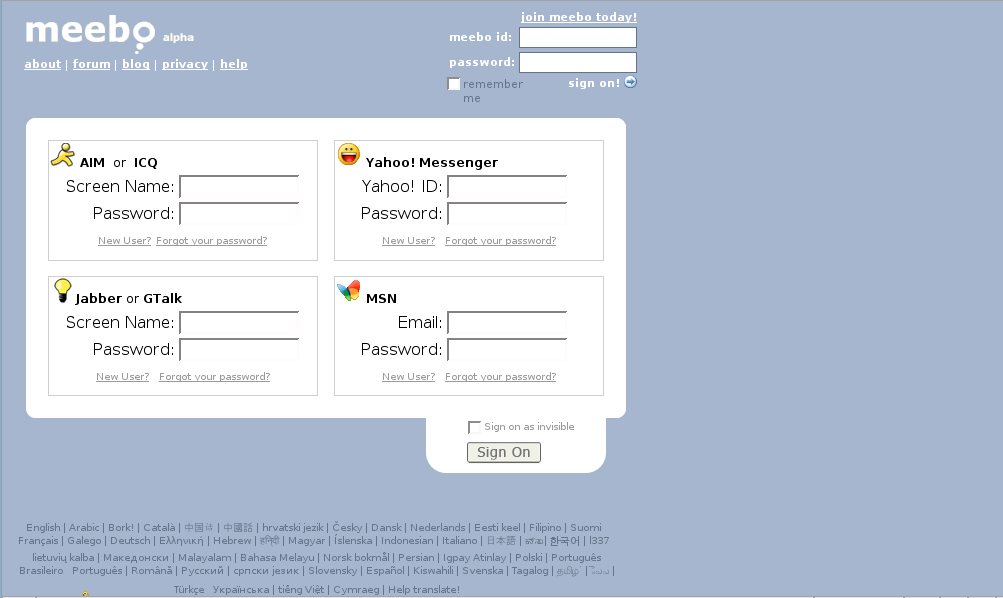 meebo alpha
about | forum | blog | privacy | help
join meebo today!
meebo id:
password:
remember me
sign on!
AIM or ICQ
Screen Name:
Password:
New User? Forgot your password?
Yahoo! Messenger
Yahoo! ID:
Password:
New User? Forgot your password?
Jabber or GTalk
Screen Name:
Password:
New User? Forgot your password?
MSN
Email:
Password:
New User? Forgot your password?
Sign on as invisible
Sign On
English | Arabic | Bork! | Català | 中国 | 中國話 | hrvatski jezik | Česky | Dansk | Nederlands | Eesti keel | Filipino | Suomi
Français | Galego | Deutsch | Ελληνική | Hebrew | हिन्दी | Magyar | Íslenska | Indonesian | Italiano | 日本語 | 한국어 | l337
lietuvių kalba | Македонски | Malayalam | Bahasa Melayu | Norsk bokmål | Persian | Igpay Atinlay | Polski | Português
Brasileiro Português | Română | Русский | српски језик | Slovensky | Español | Kiswahili | Svenska | Tagalog | தமிழ் |
Türkçe Українська | tiếng Việt | Cymraeg | Help translate!